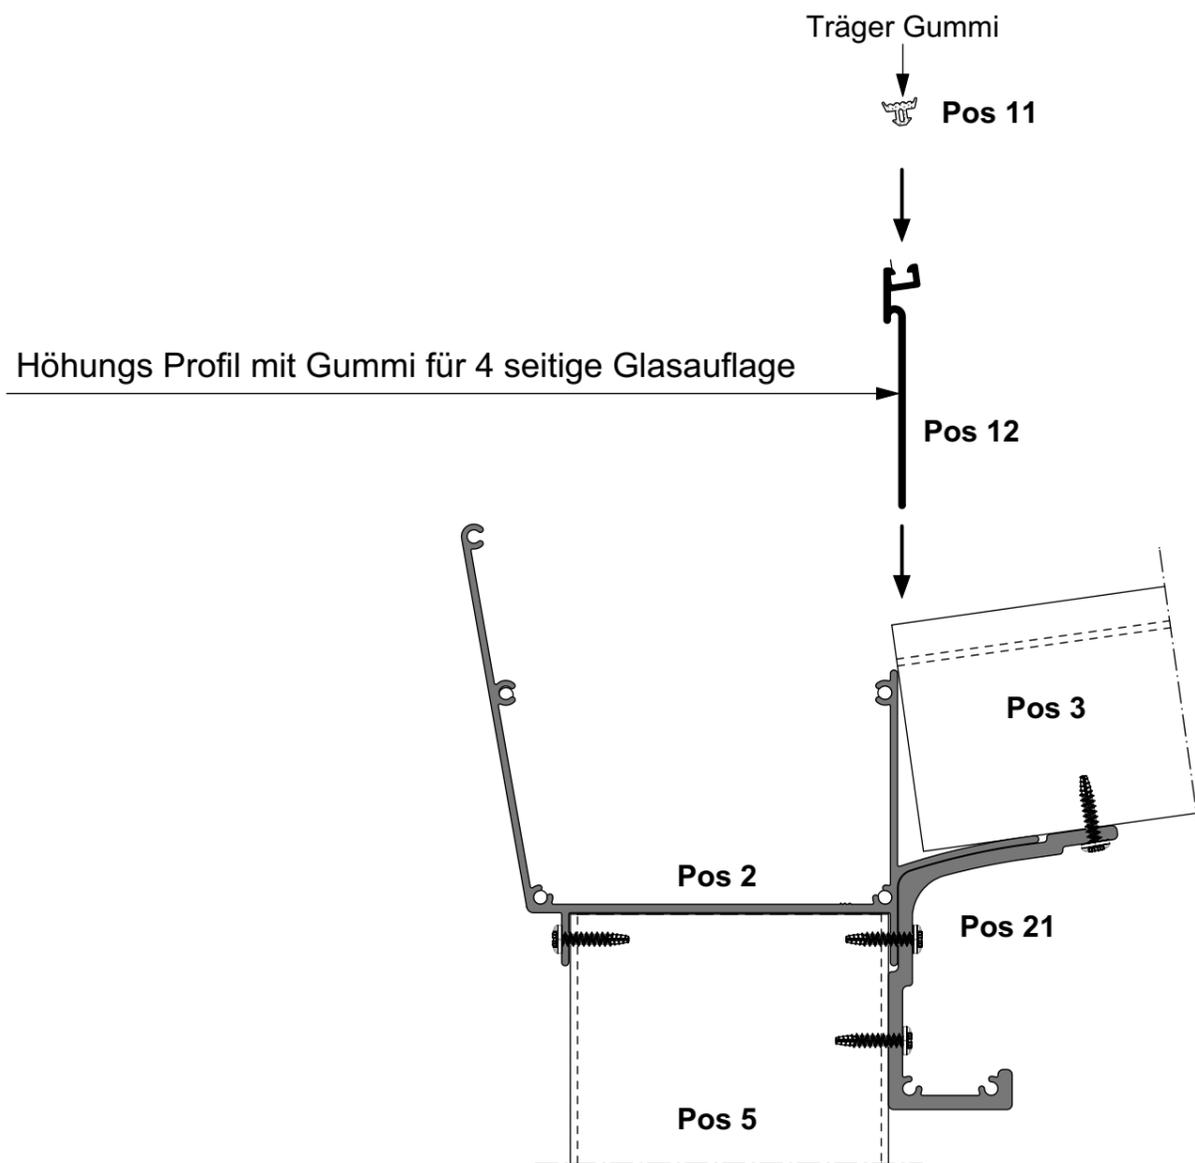 Träger Gummi
Pos 11
Höhungs Profil mit Gummi für 4 seitige Glasauflage
Pos 12
Pos 3
Pos 2
Pos 21
Pos 5